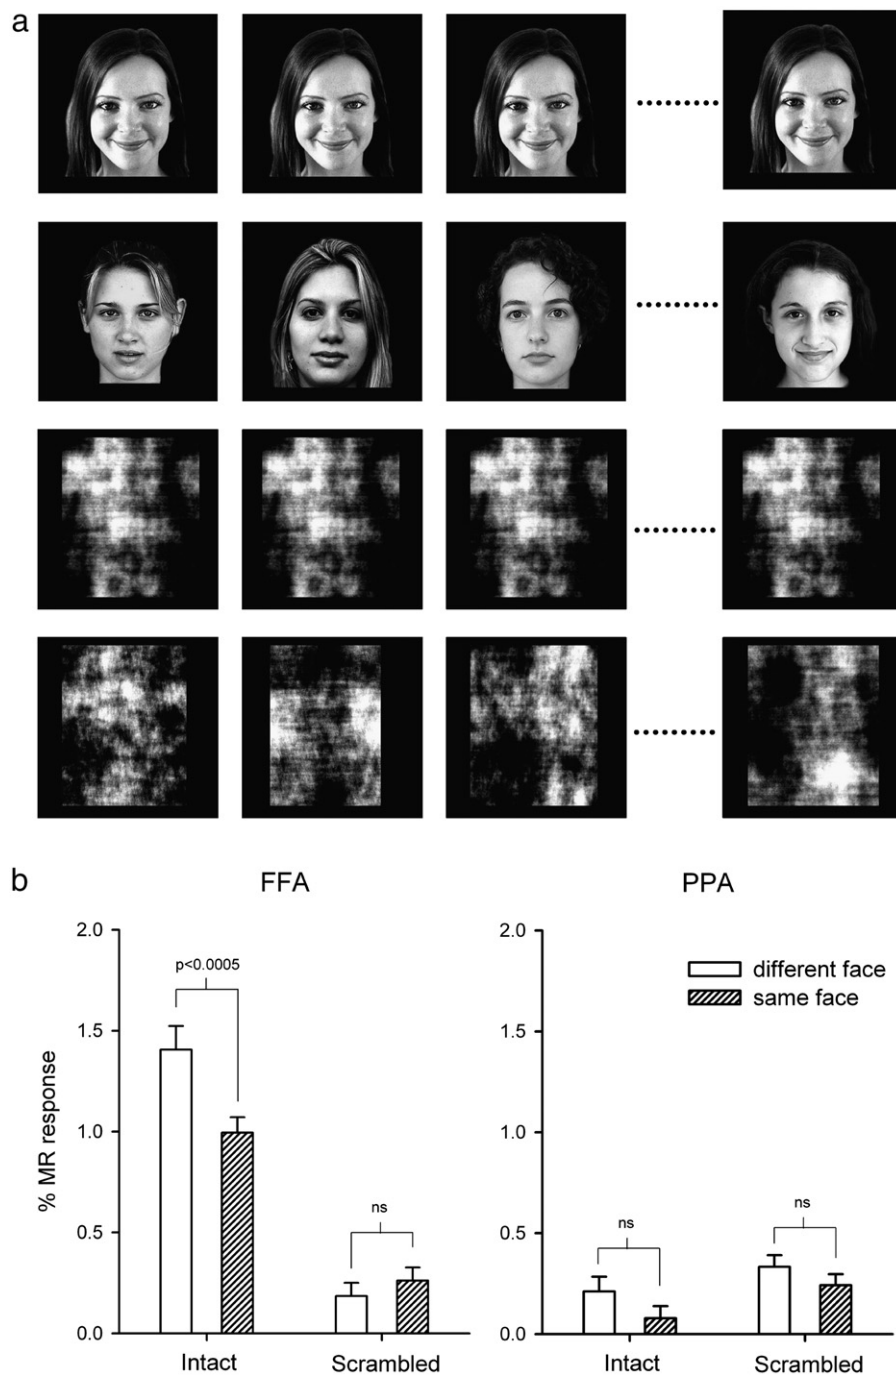 a
b
FFA
PPA
% MR response
2.0
1.5
1.0
0.5
0.0
p<0.0005
ns
Intact
Scrambled
2.0
1.5
1.0
0.5
0.0
different face
same face
ns
ns
Intact
Scrambled